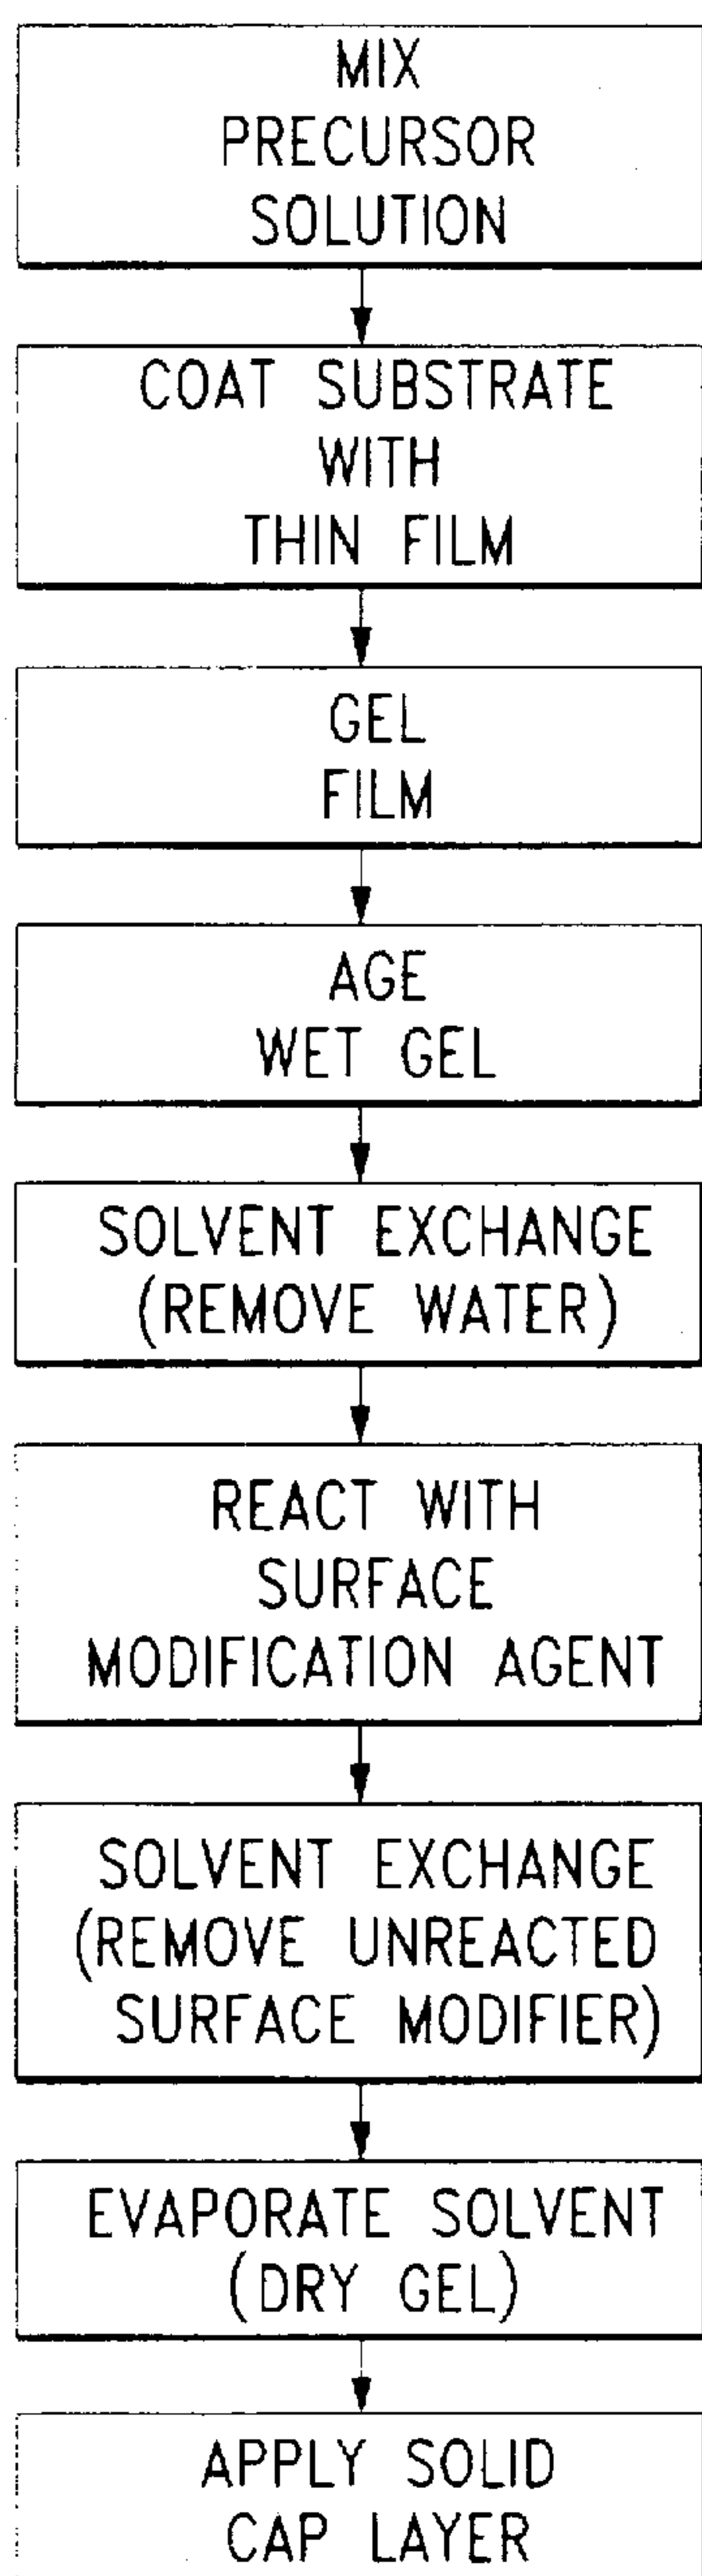 MIX
PRECURSOR
SOLUTION
COAT SUBSTRATE
WITH
THIN FILM
GEL
FILM
AGE
WET GEL
SOLVENT EXCHANGE
(REMOVE WATER)
REACT WITH
SURFACE
MODIFICATION AGENT
SOLVENT EXCHANGE
(REMOVE UNREACTED
SURFACE MODIFIER)
EVAPORATE SOLVENT
(DRY GEL)
APPLY SOLID
CAP LAYER